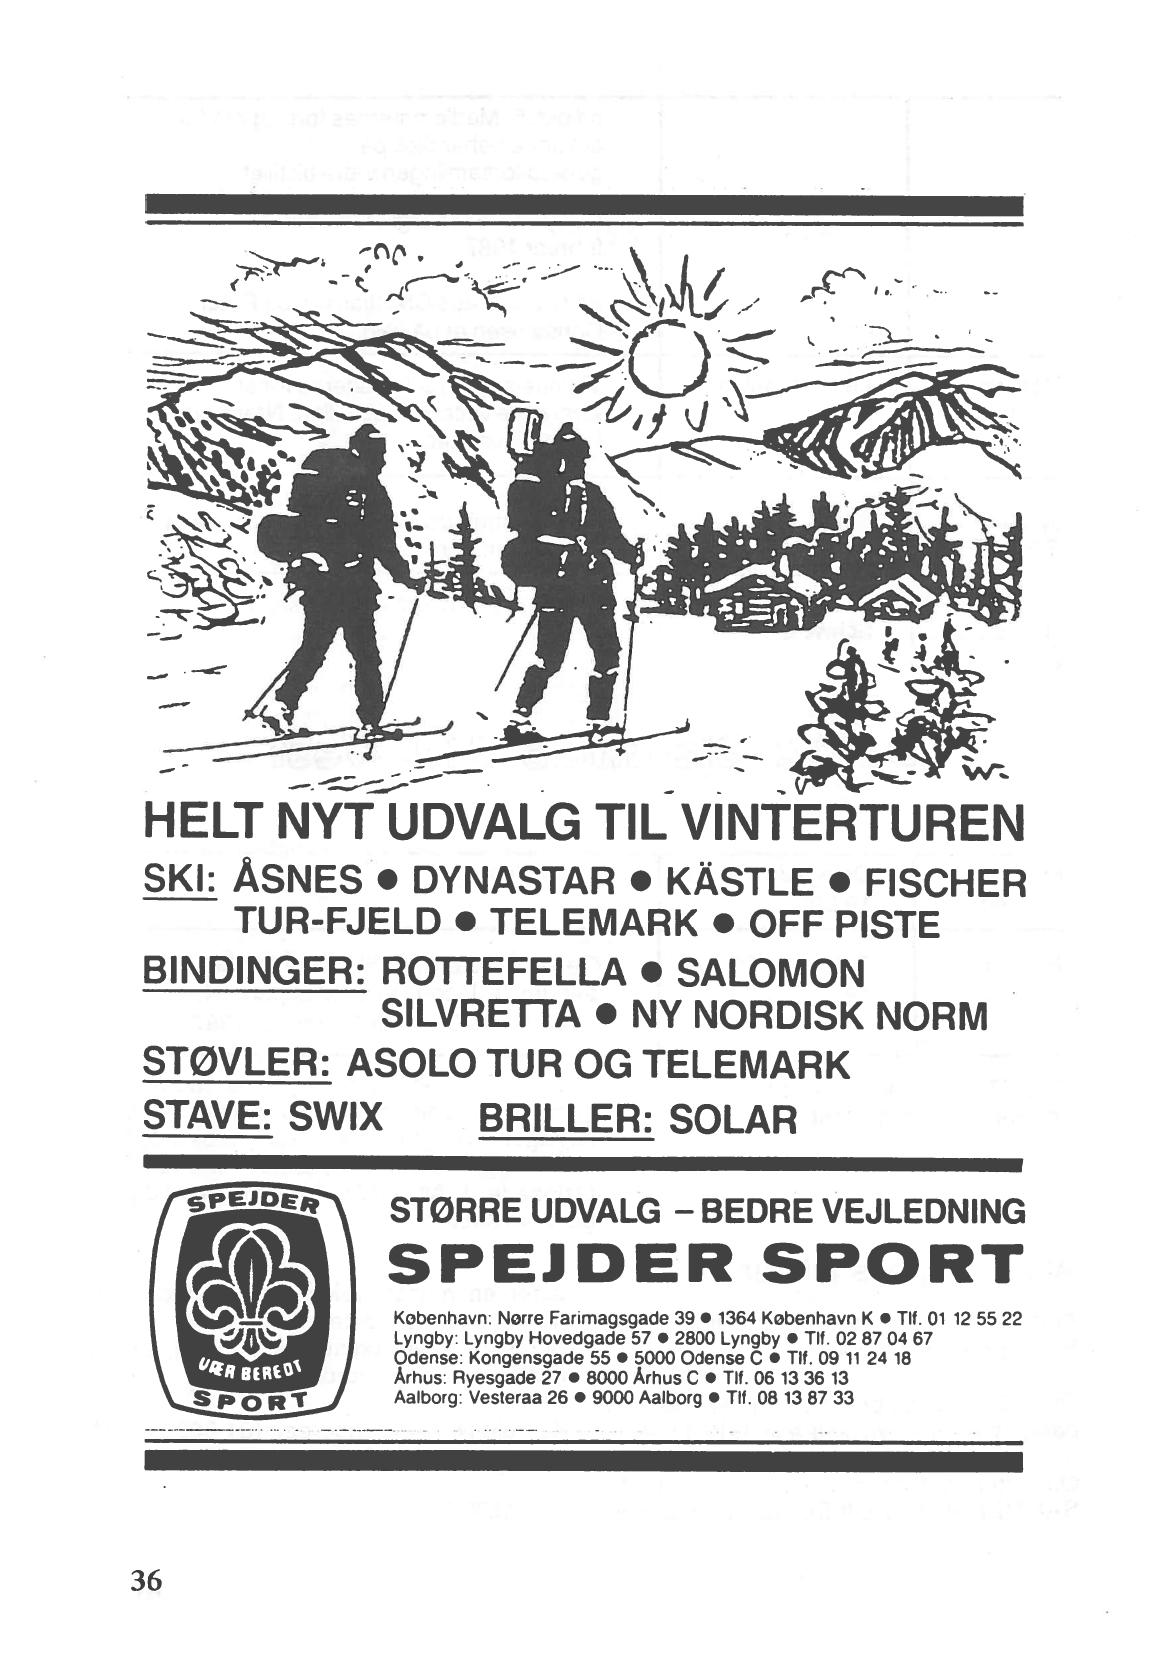 HELT NYT UDVALG TIL VINTERTUREN
SKI: ÅSNES ● DYNASTAR ● KÄSTLE ● FISCHER
TUR-FJELD ● TELEMARK ● OFF PISTE
BINDINGER: ROTTEFELLA ● SALOMON
SILVRETTA ● NY NORDISK NORM
STØVLER: ASOLO TUR OG TELEMARK
STAVE: SWIX BRILLER: SOLAR
SPEJDER
VÆR BEREDT
SPORT
STØRRE UDVALG – BEDRE VEJLEDNING
SPEJDER SPORT
København: Nørre Farimagsgade 39 ● 1364 København K ● Tlf. 01 12 55 22
Lyngby: Lyngby Hovedgade 57 ● 2800 Lyngby ● Tlf. 02 87 04 67
Odense: Kongensgade 55 ● 5000 Odense C ● Tlf. 09 11 24 18
Århus: Ryesgade 27 ● 8000 Århus C ● Tlf. 06 13 36 13
Aalborg: Vesteraa 26 ● 9000 Aalborg ● Tlf. 08 13 87 33
36